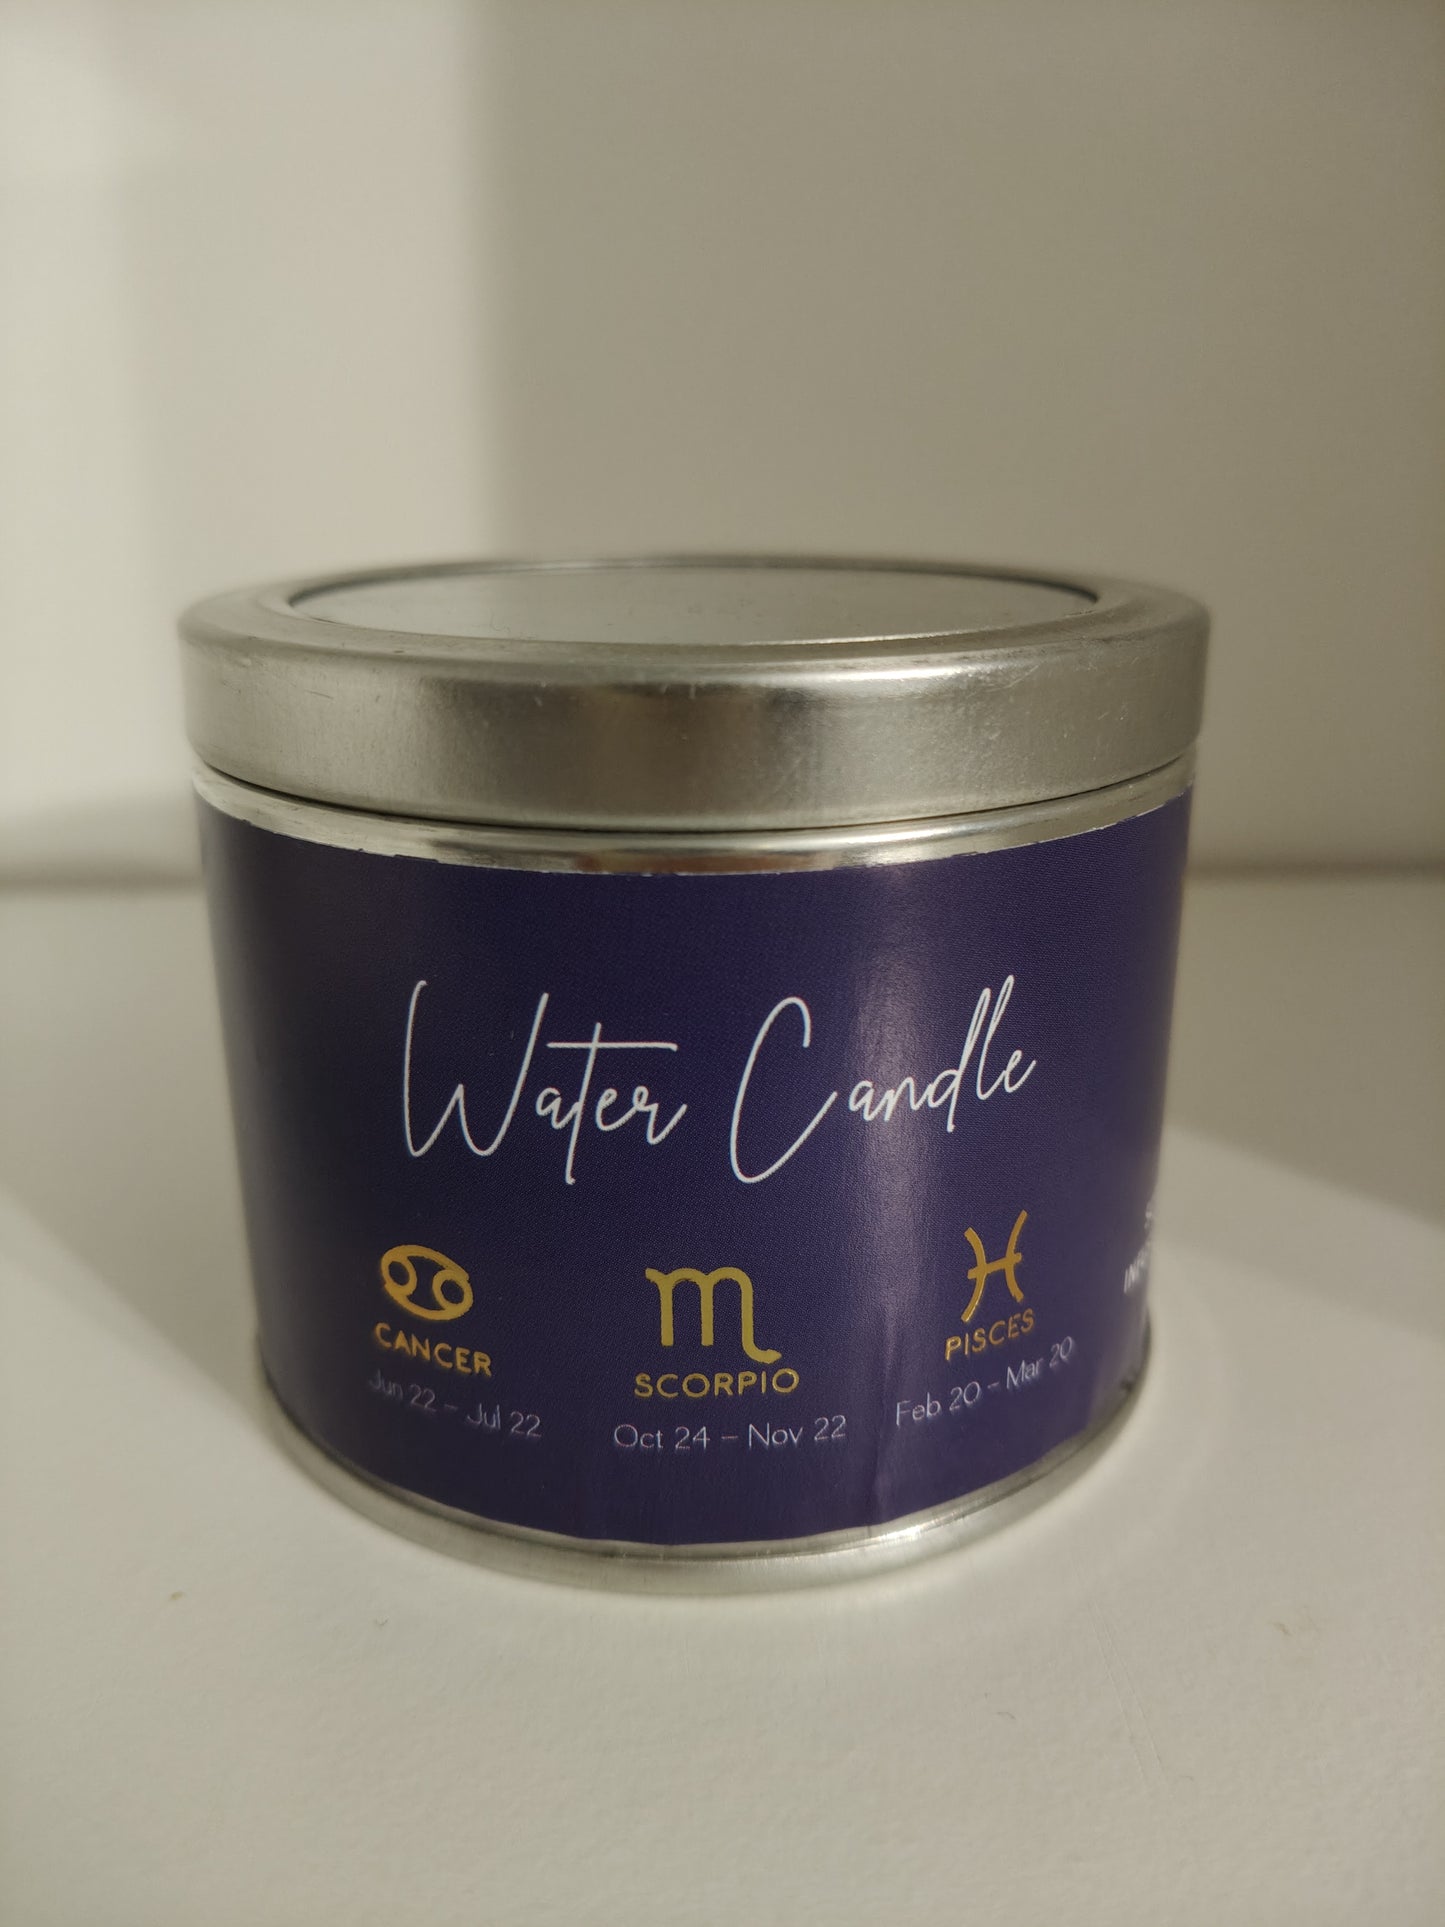 Water Candle
CANCER
Jun 22 – Jul 22
SCORPIO
Oct 24 – Nov 22
PISCES
Feb 20 – Mar 20